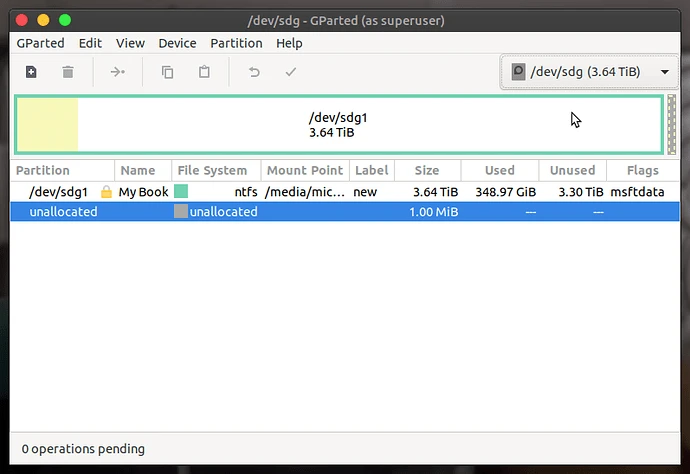 /dev/sdg - GParted (as superuser)
GParted Edit View Device Partition Help
/dev/sdg (3.64 TiB)
/dev/sdg1
3.64 TiB
Partition Name File System Mount Point Label Size Used Unused Flags
/dev/sdg1 My Book ntfs /media/mic... new 3.64 TiB 348.97 GiB 3.30 TiB msftdata
unallocated unallocated 1.00 MiB --- ---
0 operations pending